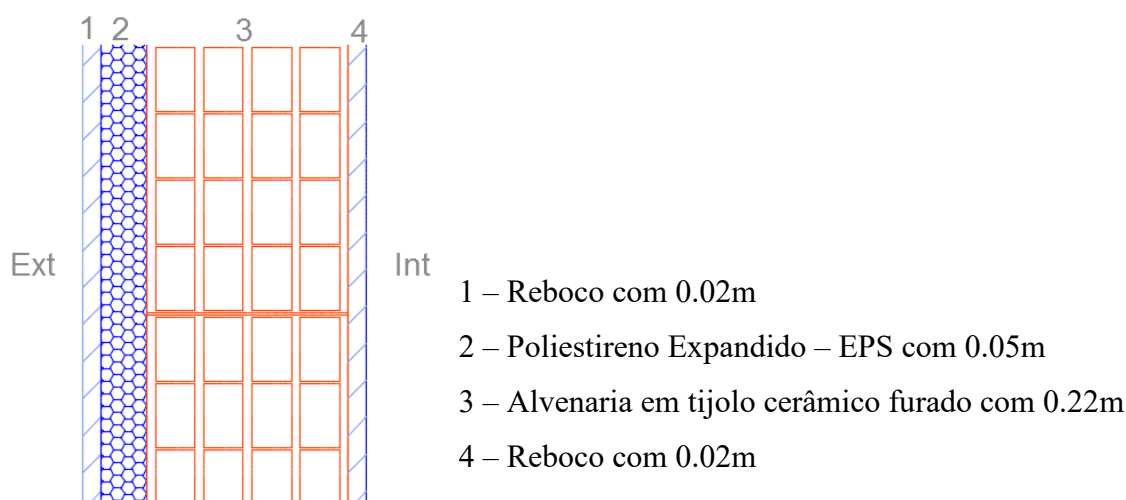 1 2 3 4
Ext
Int
1 – Reboco com 0.02m
2 – Poliestireno Expandido – EPS com 0.05m
3 – Alvenaria em tijolo cerâmico furado com 0.22m
4 – Reboco com 0.02m